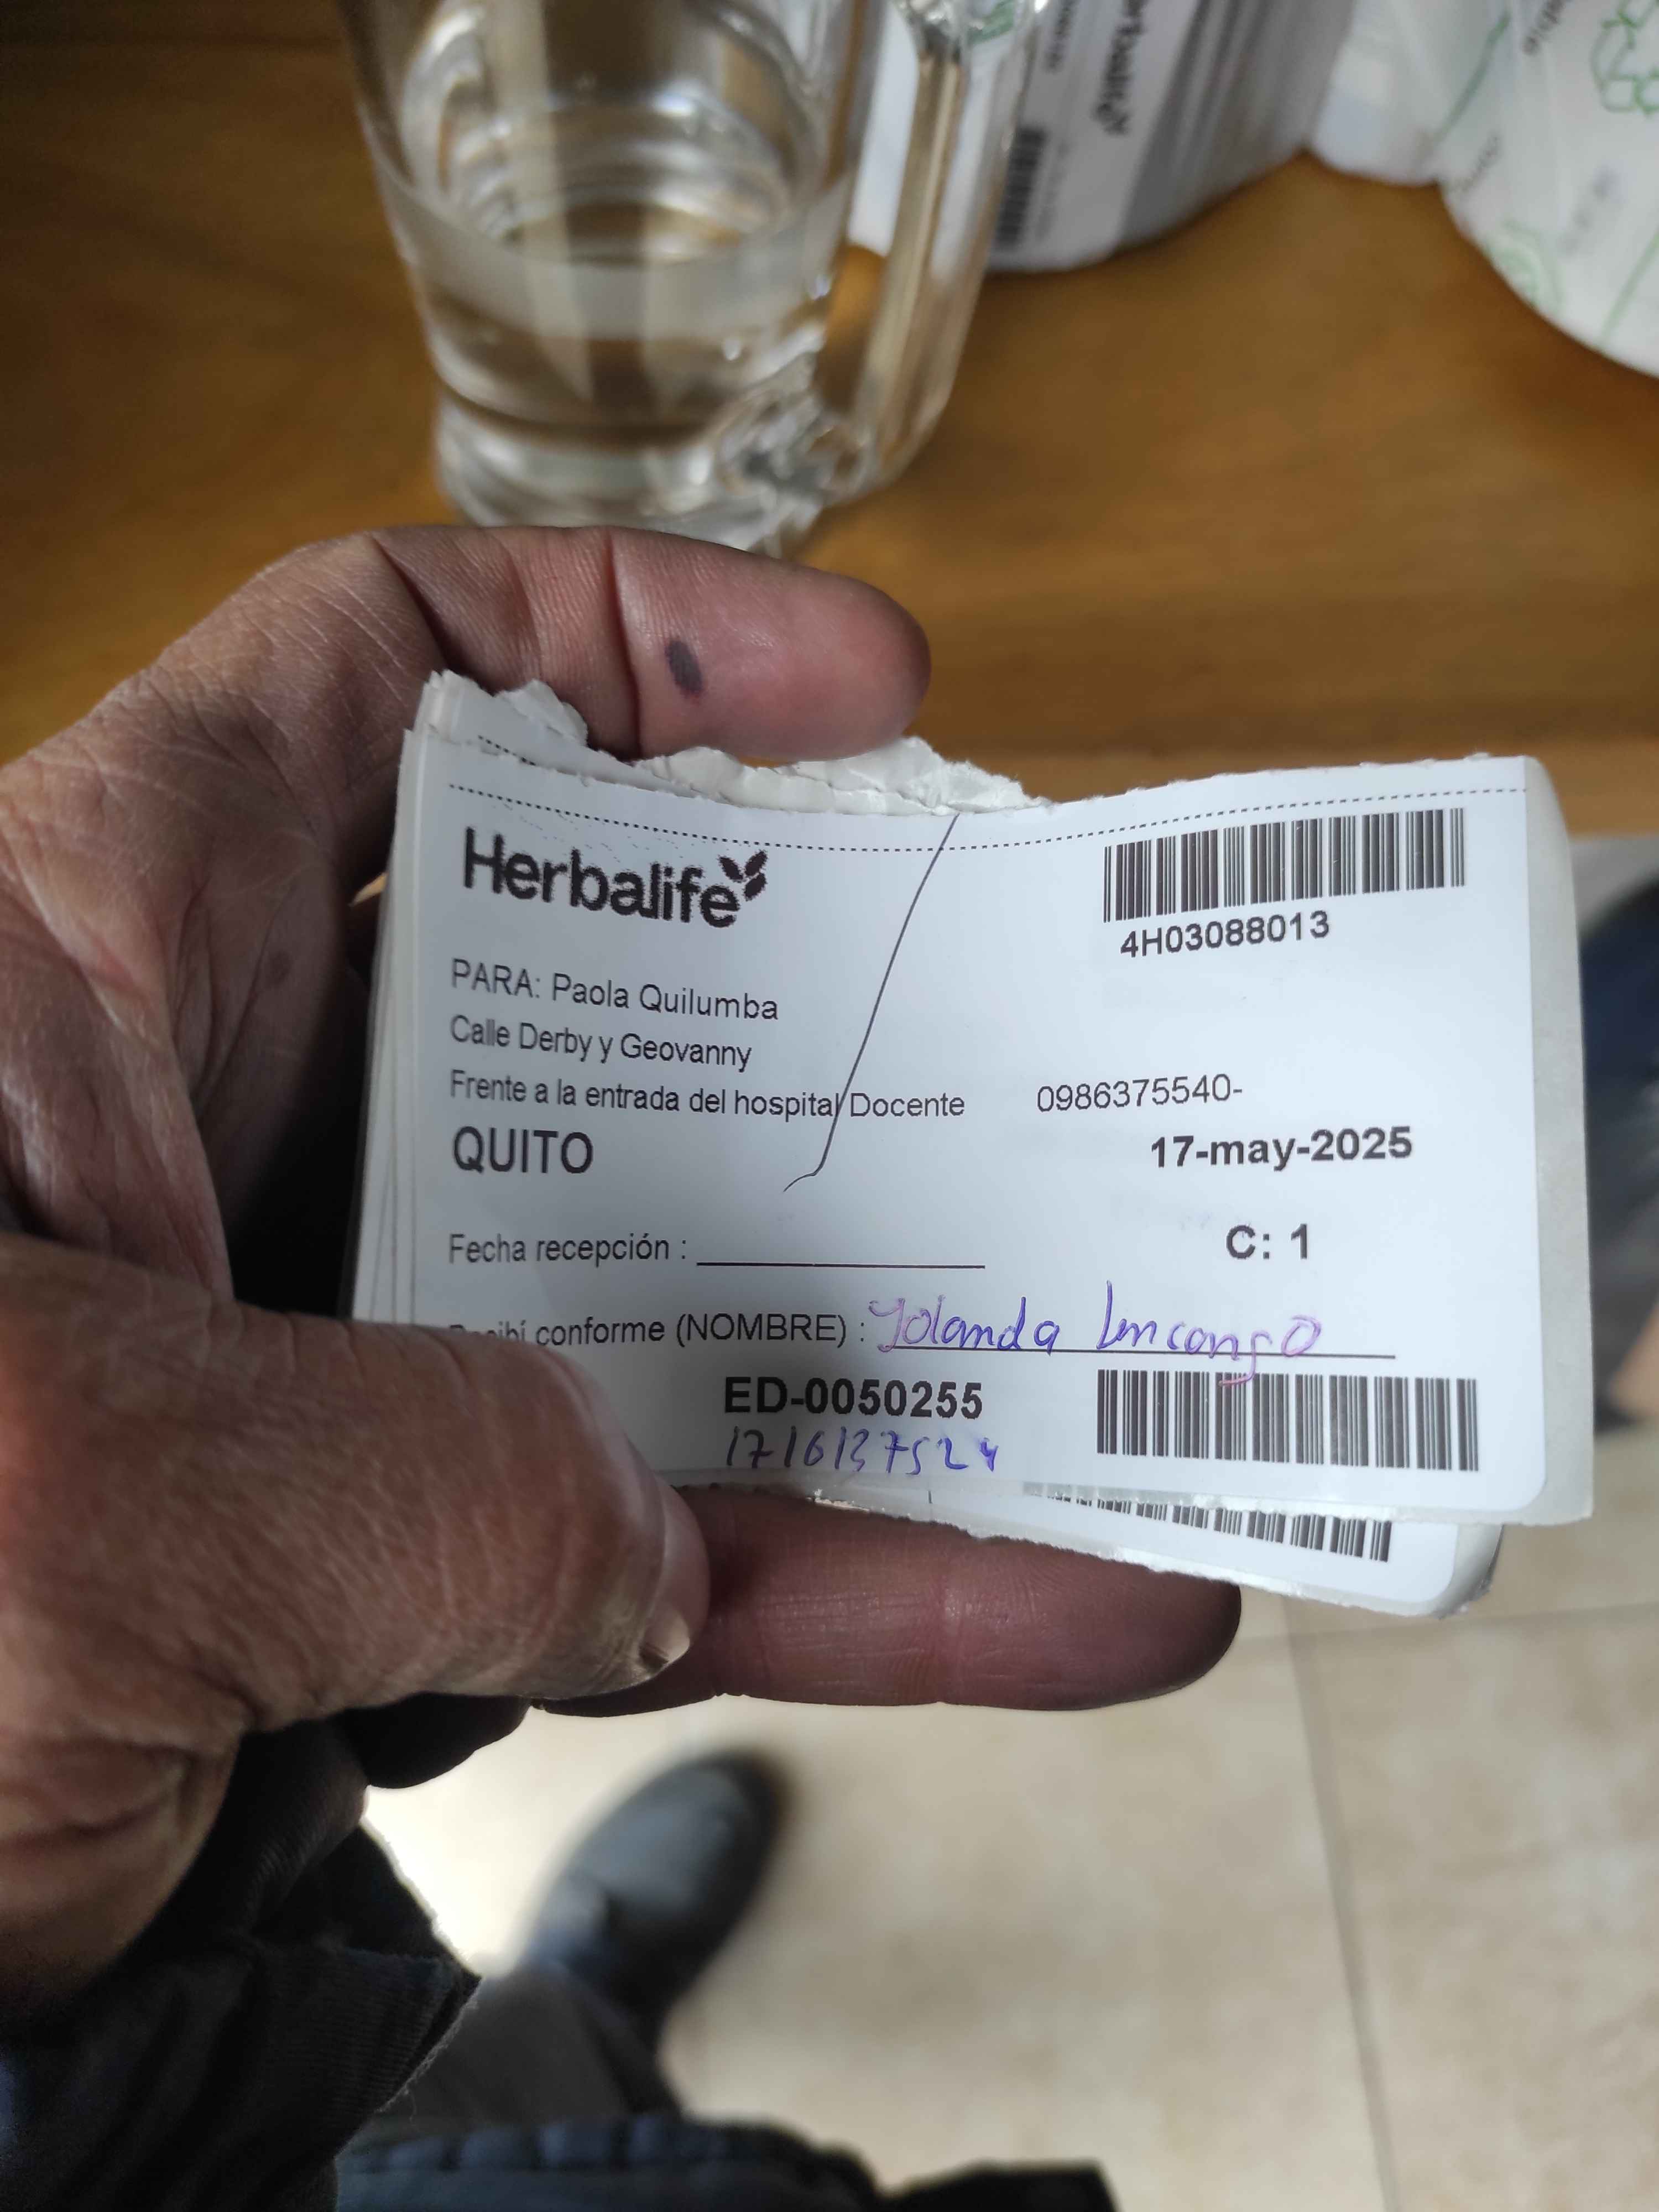 Herbalife
4H03088013
PARA: Paola Quilumba
Calle Derby y Geovanny
Frente a la entrada del hospital Docente 0986375540-
QUITO 17-may-2025
Fecha recepción : C: 1
conforme (NOMBRE) : Yolanda
ED-0050255
1716137524